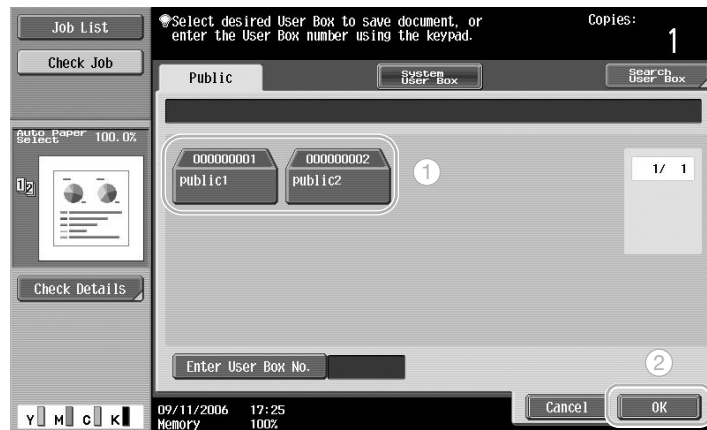 Job List
Check Job
Select desired User Box to save document, or
enter the User Box number using the keypad.
Copies:
1
Public
System
User Box
Search
User Box
Auto Paper
Select
100.0%
12
000000001
public1
000000002
public2
1
1/ 1
Check Details
Enter User Box No.
2
Y M C K
09/11/2006 17:25
Memory 100%
Cancel
OK